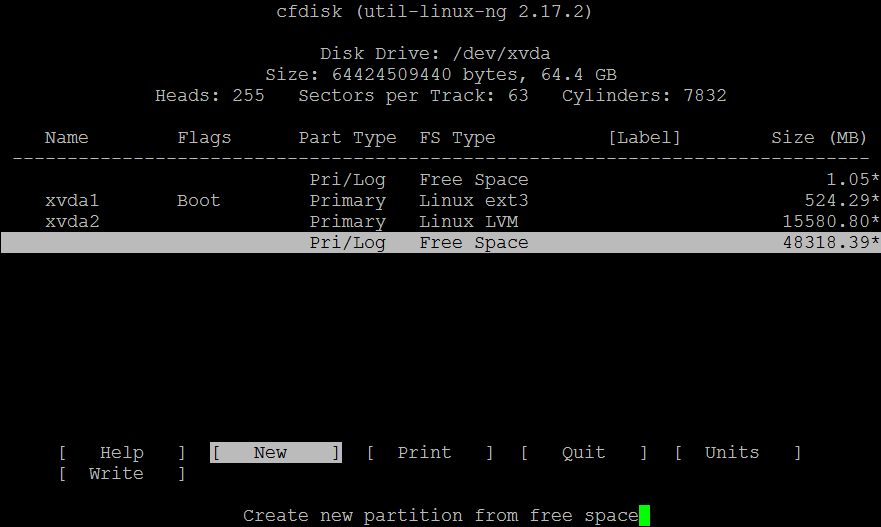 cfdisk (util-linux-ng 2.17.2)
Disk Drive: /dev/xvda
Size: 64424509440 bytes, 64.4 GB
Heads: 255   Sectors per Track: 63   Cylinders: 7832
Name        Flags      Part Type  FS Type          [Label]        Size (MB)
------------------------------------------------------------------------------
Pri/Log   Free Space                           1.05*
xvda1       Boot        Primary   Linux ext3                         524.29*
xvda2                   Primary   Linux LVM                        15580.80*
Pri/Log   Free Space                       48318.39*
[   Help   ]  [   New    ]  [  Print   ]  [   Quit   ]  [  Units   ]
[  Write   ]
Create new partition from free space